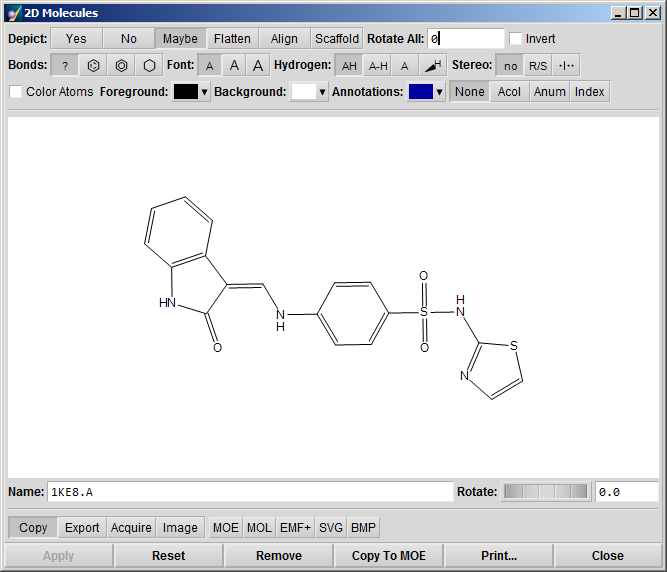 2D Molecules
Depict: Yes No Maybe Flatten Align Scaffold Rotate All: 0 Invert
Bonds: ? Font: A A A Hydrogen: AH A-H A H Stereo: no R/S
Color Atoms Foreground: Background: Annotations: None Acol Anum Index
O
H
HN N S N
H S
O O
N
Name: 1KE8.A Rotate: 0.0
Copy Export Acquire Image MOE MOL EMF+ SVG BMP
Apply Reset Remove Copy To MOE Print... Close